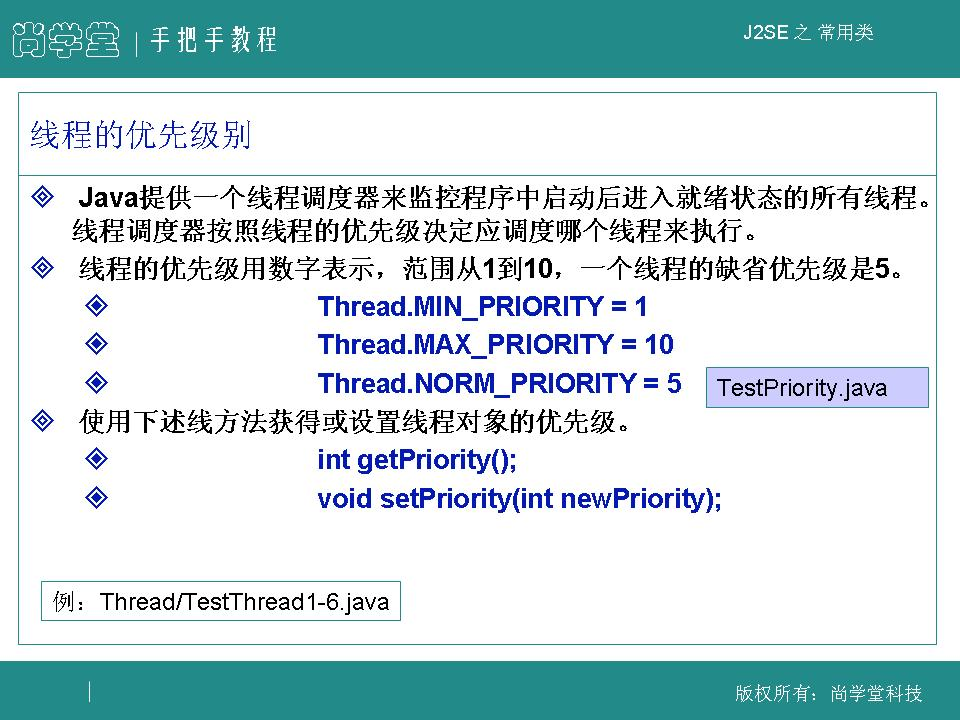 尚学堂 | 手把手教程
J2SE 之 常用类
线程的优先级别
Java提供一个线程调度器来监控程序中启动后进入就绪状态的所有线程。
线程调度器按照线程的优先级决定应调度哪个线程来执行。
线程的优先级用数字表示，范围从1到10，一个线程的缺省优先级是5。
Thread.MIN_PRIORITY = 1
Thread.MAX_PRIORITY = 10
Thread.NORM_PRIORITY = 5
TestPriority.java
使用下述线方法获得或设置线程对象的优先级。
int getPriority();
void setPriority(int newPriority);
例：Thread/TestThread1-6.java
版权所有：尚学堂科技